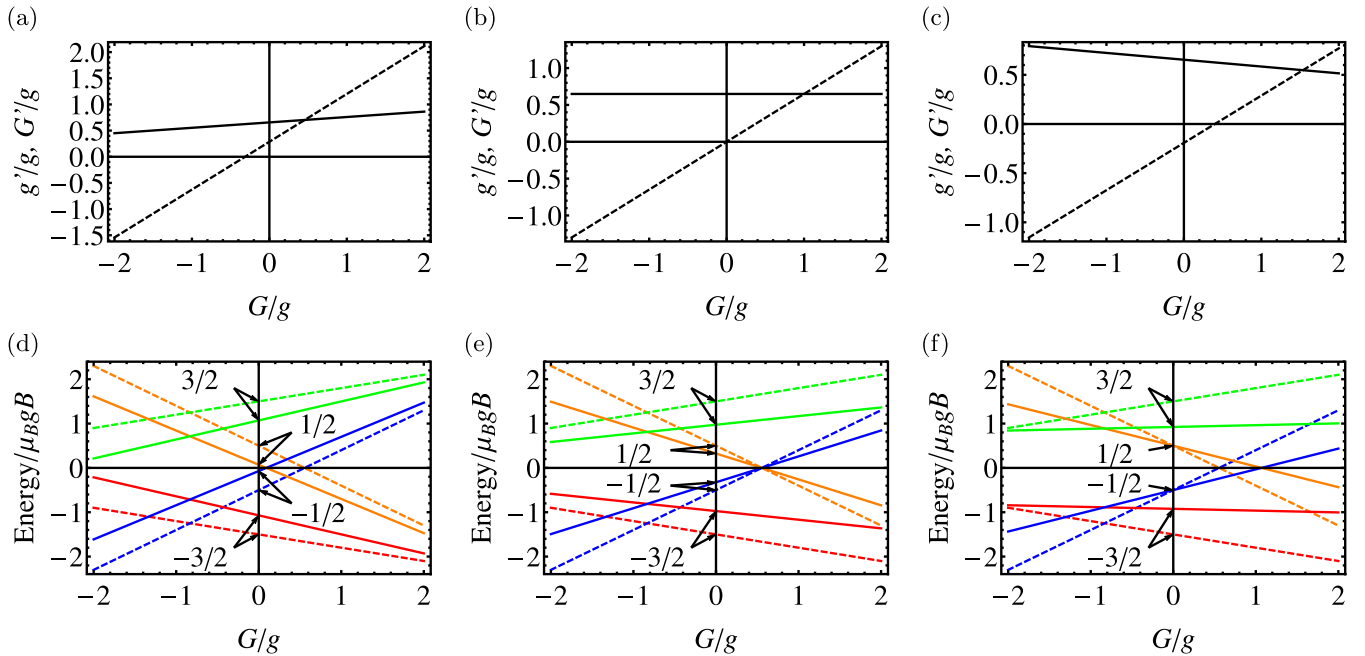 (a)
2.0
1.5
1.0
0.5
0.0
−0.5
−1.0
−1.5
g'/g, G'/g
−2 −1 0 1 2
G/g
(b)
1.0
0.5
0.0
−0.5
−1.0
g'/g, G'/g
−2 −1 0 1 2
G/g
(c)
0.5
0.0
−0.5
−1.0
g'/g, G'/g
−2 −1 0 1 2
G/g
(d)
2
1
0
−1
−2
Energy/μBgB
3/2
1/2
−1/2
−3/2
−2 −1 0 1 2
G/g
(e)
2
1
0
−1
−2
Energy/μBgB
3/2
1/2
−1/2
−3/2
−2 −1 0 1 2
G/g
(f)
2
1
0
−1
−2
Energy/μBgB
3/2
1/2
−1/2
−3/2
−2 −1 0 1 2
G/g